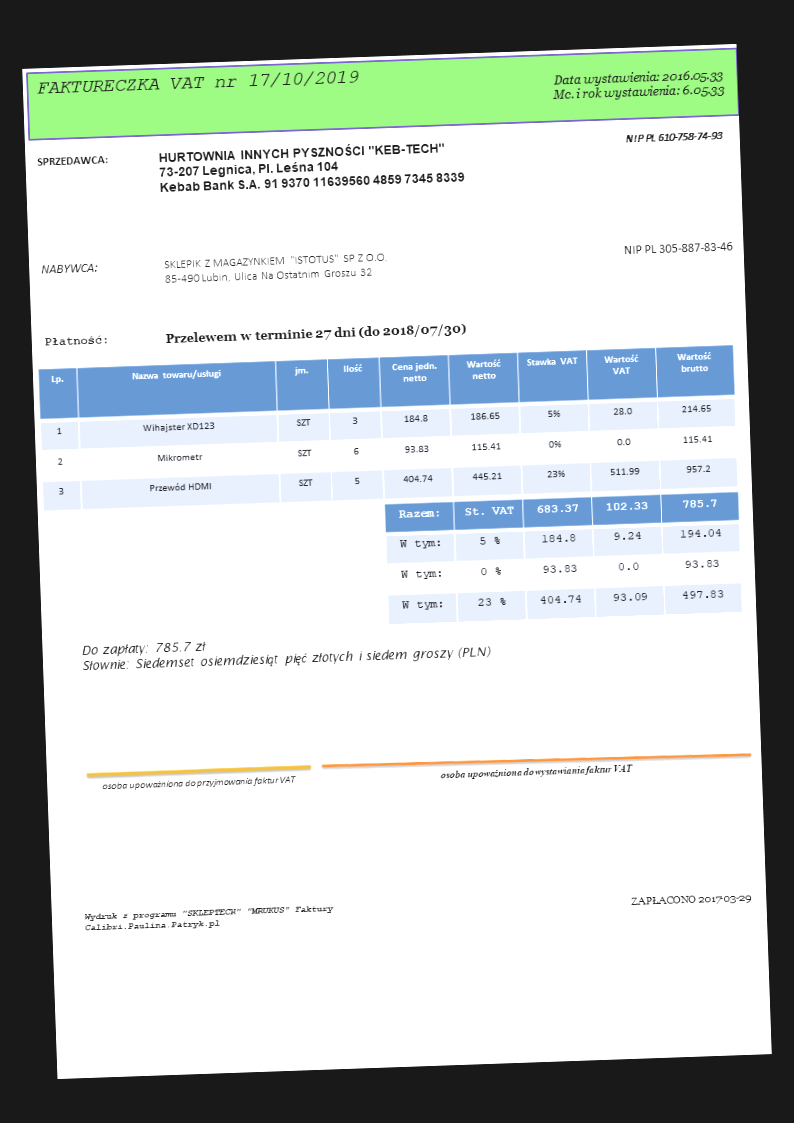 FAKTURECZKA VAT nr 17/10/2019
Data wystawienia: 2016.05.33
Mc. i rok wystawienia: 6.05.33
NIP PL 610-758-74-93
SPRZEDAWCA:
HURTOWNIA INNYCH PYSZNOŚCI "KEB-TECH"
73-207 Legnica, Pl. Leśna 104
Kebab Bank S.A. 91 9370 11639560 4859 7345 8339
NIP PL 305-887-83-46
NABYWCA:
SKLEPIK Z MAGAZYNKIEM "ISTOTUS" SP Z O.O.
85-490 Lubin, Ulica Na Ostatnim Groszu 32
Płatność: Przelewem w terminie 27 dni (do 2018/07/30)
Lp. Nazwa towaru/usługi jm. Ilość Cena jedn. netto Wartość netto Stawka VAT Wartość VAT Wartość brutto
1 Wihajster XD123 SZT 3 184.8 186.65 5% 28.0 214.65
2 Mikrometr SZT 6 93.83 115.41 0% 0.0 115.41
3 Przewód HDMI SZT 5 404.74 445.21 23% 511.99 957.2
Razem: St. VAT 683.37 102.33 785.7
W tym: 5 % 184.8 9.24 194.04
W tym: 0 % 93.83 0.0 93.83
W tym: 23 % 404.74 93.09 497.83
Do zapłaty: 785.7 zł
Słownie: Siedemset osiemdziesiąt pięć złotych i siedem groszy (PLN)
osoba upoważniona do przyjmowania faktur VAT
osoba upoważniona do wystawiania faktur VAT
Wydruk z programu "SKLEPTECH" "MRUKUS" Faktury
Calibri.Paulina.Patryk.pl
ZAPŁACONO 2017-03-29